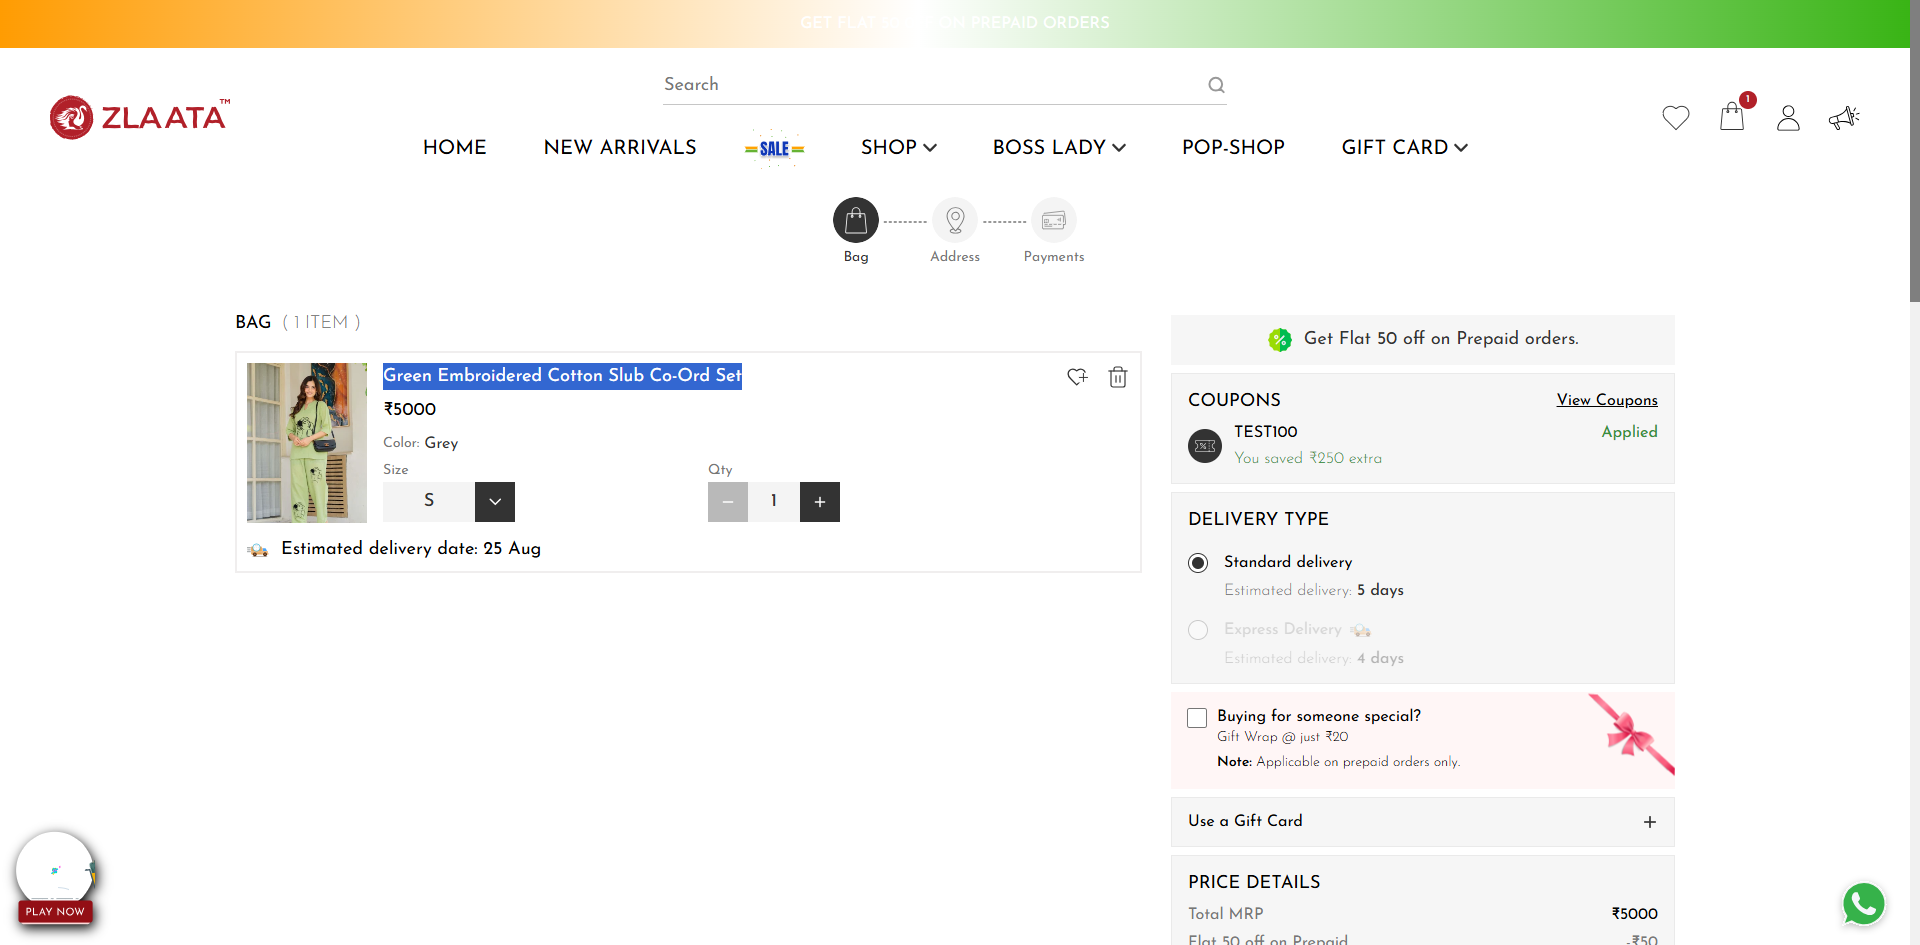 GET FLAT 50 OFF ON PREPAID ORDERS
Search
ZLAATA™
1
HOME
NEW ARRIVALS
SALE
SHOP
BOSS LADY
POP-SHOP
GIFT CARD
Bag
Address
Payments
BAG ( 1 ITEM )
Green Embroidered Cotton Slub Co-Ord Set
₹5000
Color: Grey
Size
Qty
S
1
Estimated delivery date: 25 Aug
Get Flat 50 off on Prepaid orders.
COUPONS
View Coupons
TEST100
Applied
You saved ₹250 extra
DELIVERY TYPE
Standard delivery
Estimated delivery: 5 days
Express Delivery
Estimated delivery: 4 days
Buying for someone special?
Gift Wrap @ just ₹20
Note: Applicable on prepaid orders only.
Use a Gift Card
PRICE DETAILS
Total MRP
₹5000
Flat 50 off on Prepaid
-₹50
PLAY NOW